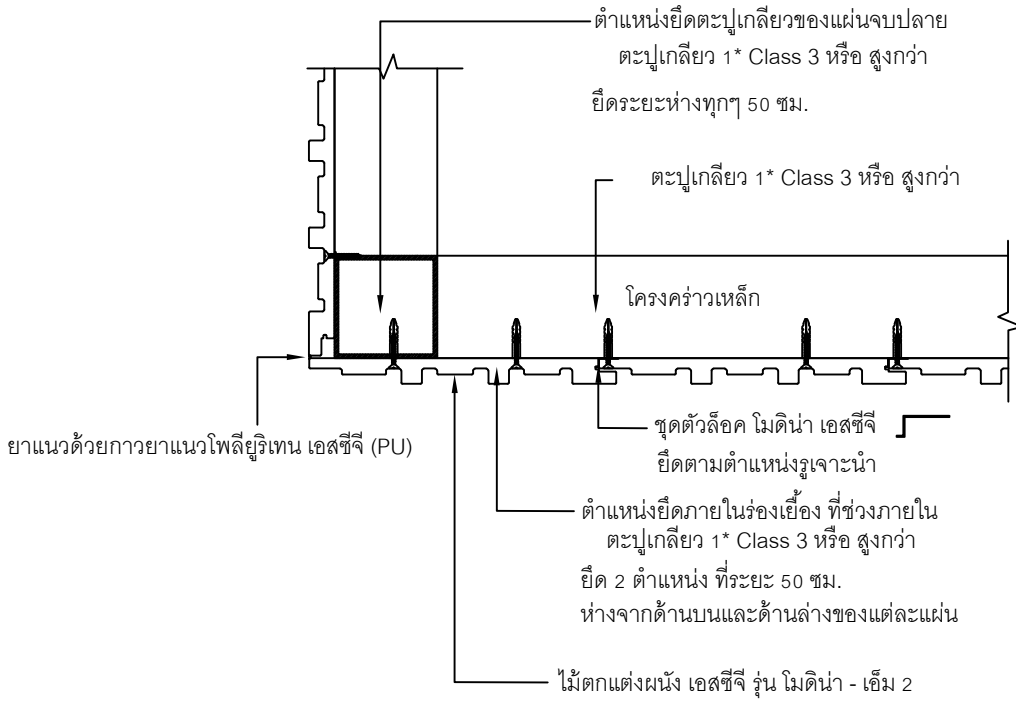 ตำแหน่งยึดตะปูเกลียวของแผ่นจบปลาย
ตะปูเกลียว 1* Class 3 หรือ สูงกว่า
ยึดระยะห่างทุกๆ 50 ซม.
ตะปูเกลียว 1* Class 3 หรือ สูงกว่า
โครงคร่าวเหล็ก
ชุดตัวล็อค โมดิน่า เอสซีจี
ยึดตามตำแหน่งรูเจาะนำ
ยาแนวด้วยกาวยาแนวโพลียูริเทน เอสซีจี (PU)
ตำแหน่งยึดภายในร่องเยื้อง ที่ช่วงภายใน
ตะปูเกลียว 1* Class 3 หรือ สูงกว่า
ยึด 2 ตำแหน่ง ที่ระยะ 50 ซม.
ห่างจากด้านบนและด้านล่างของแต่ละแผ่น
ไม้ตกแต่งผนัง เอสซีจี รุ่น โมดิน่า - เอ็ม 2